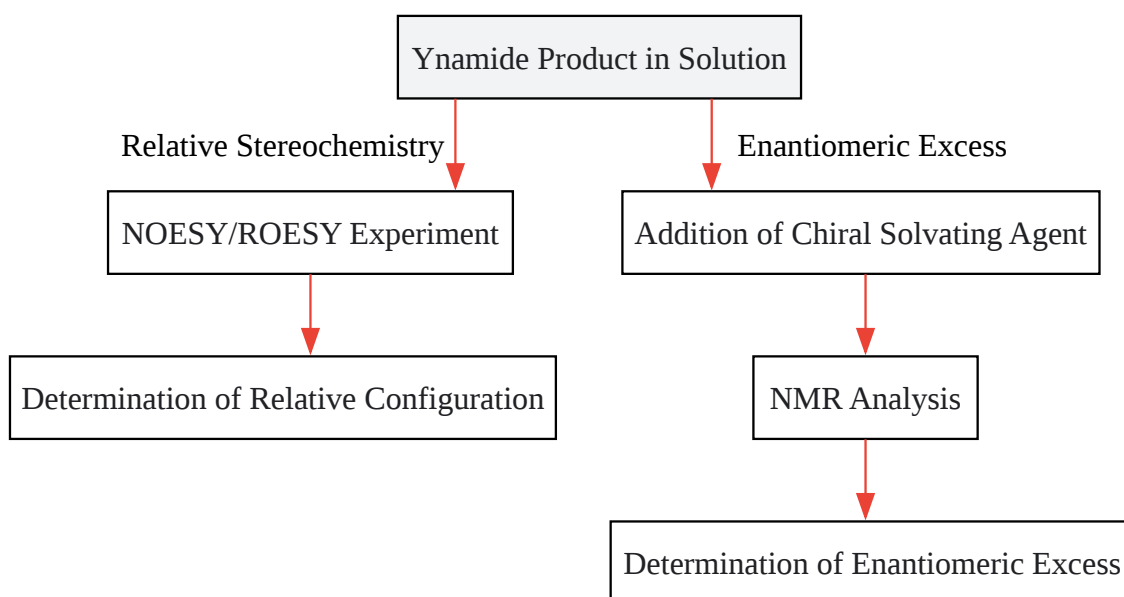 Ynamide Product in Solution
Relative Stereochemistry
Enantiomeric Excess
NOESY/ROESY Experiment
Addition of Chiral Solvating Agent
Determination of Relative Configuration
NMR Analysis
Determination of Enantiomeric Excess